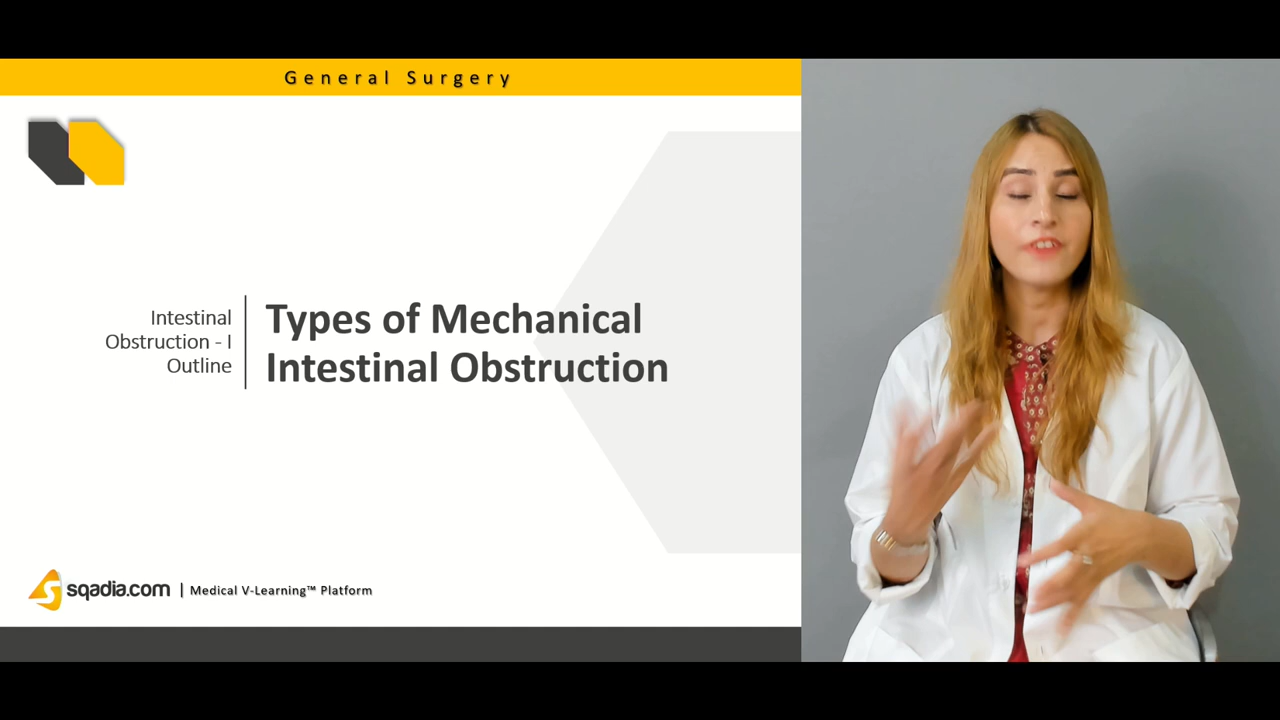 General Surgery
Intestinal
Obstruction - I
Outline
Types of Mechanical
Intestinal Obstruction
sqadia.com | Medical V-Learning™ Platform